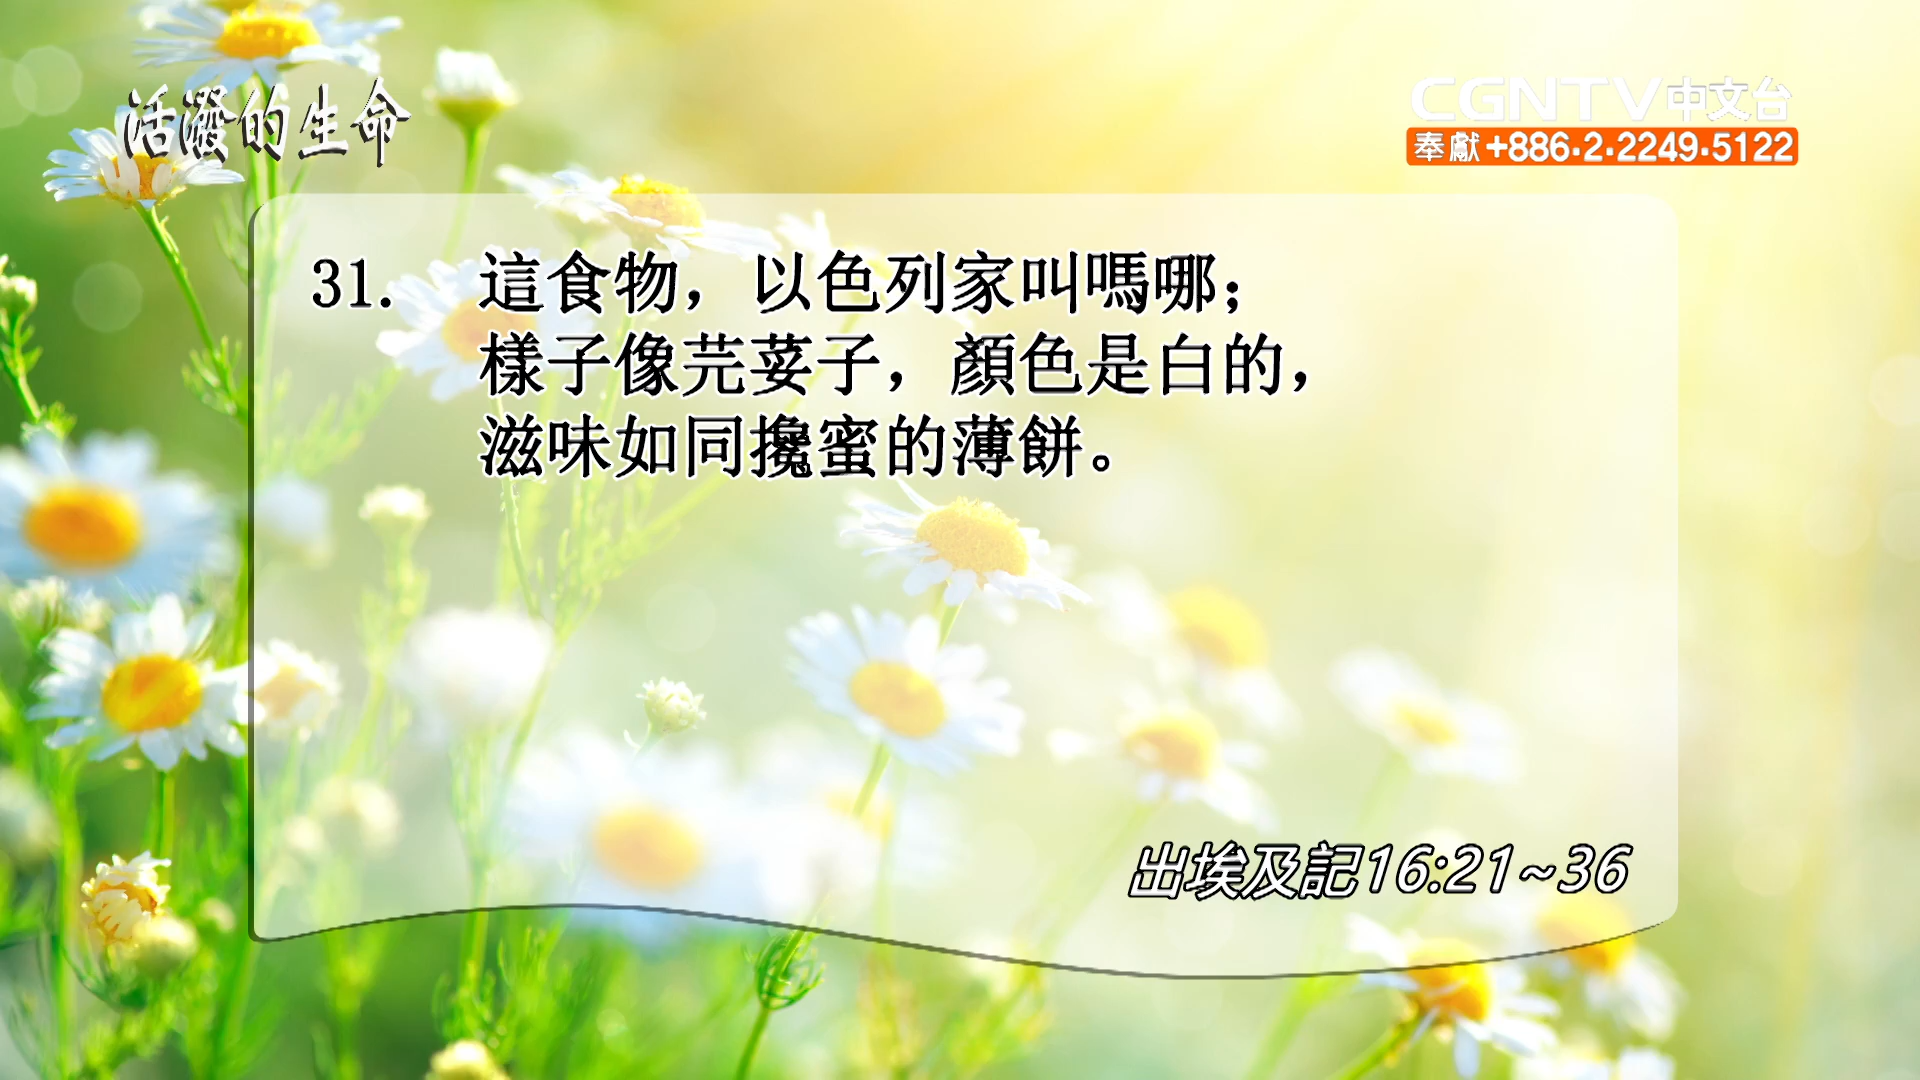 活潑的生命
CGNTV中文台
奉獻+886·2·2249·5122
31. 這食物，以色列家叫嗎哪；
樣子像芫荽子，顏色是白的，
滋味如同攙蜜的薄餅。
出埃及記16:21~36